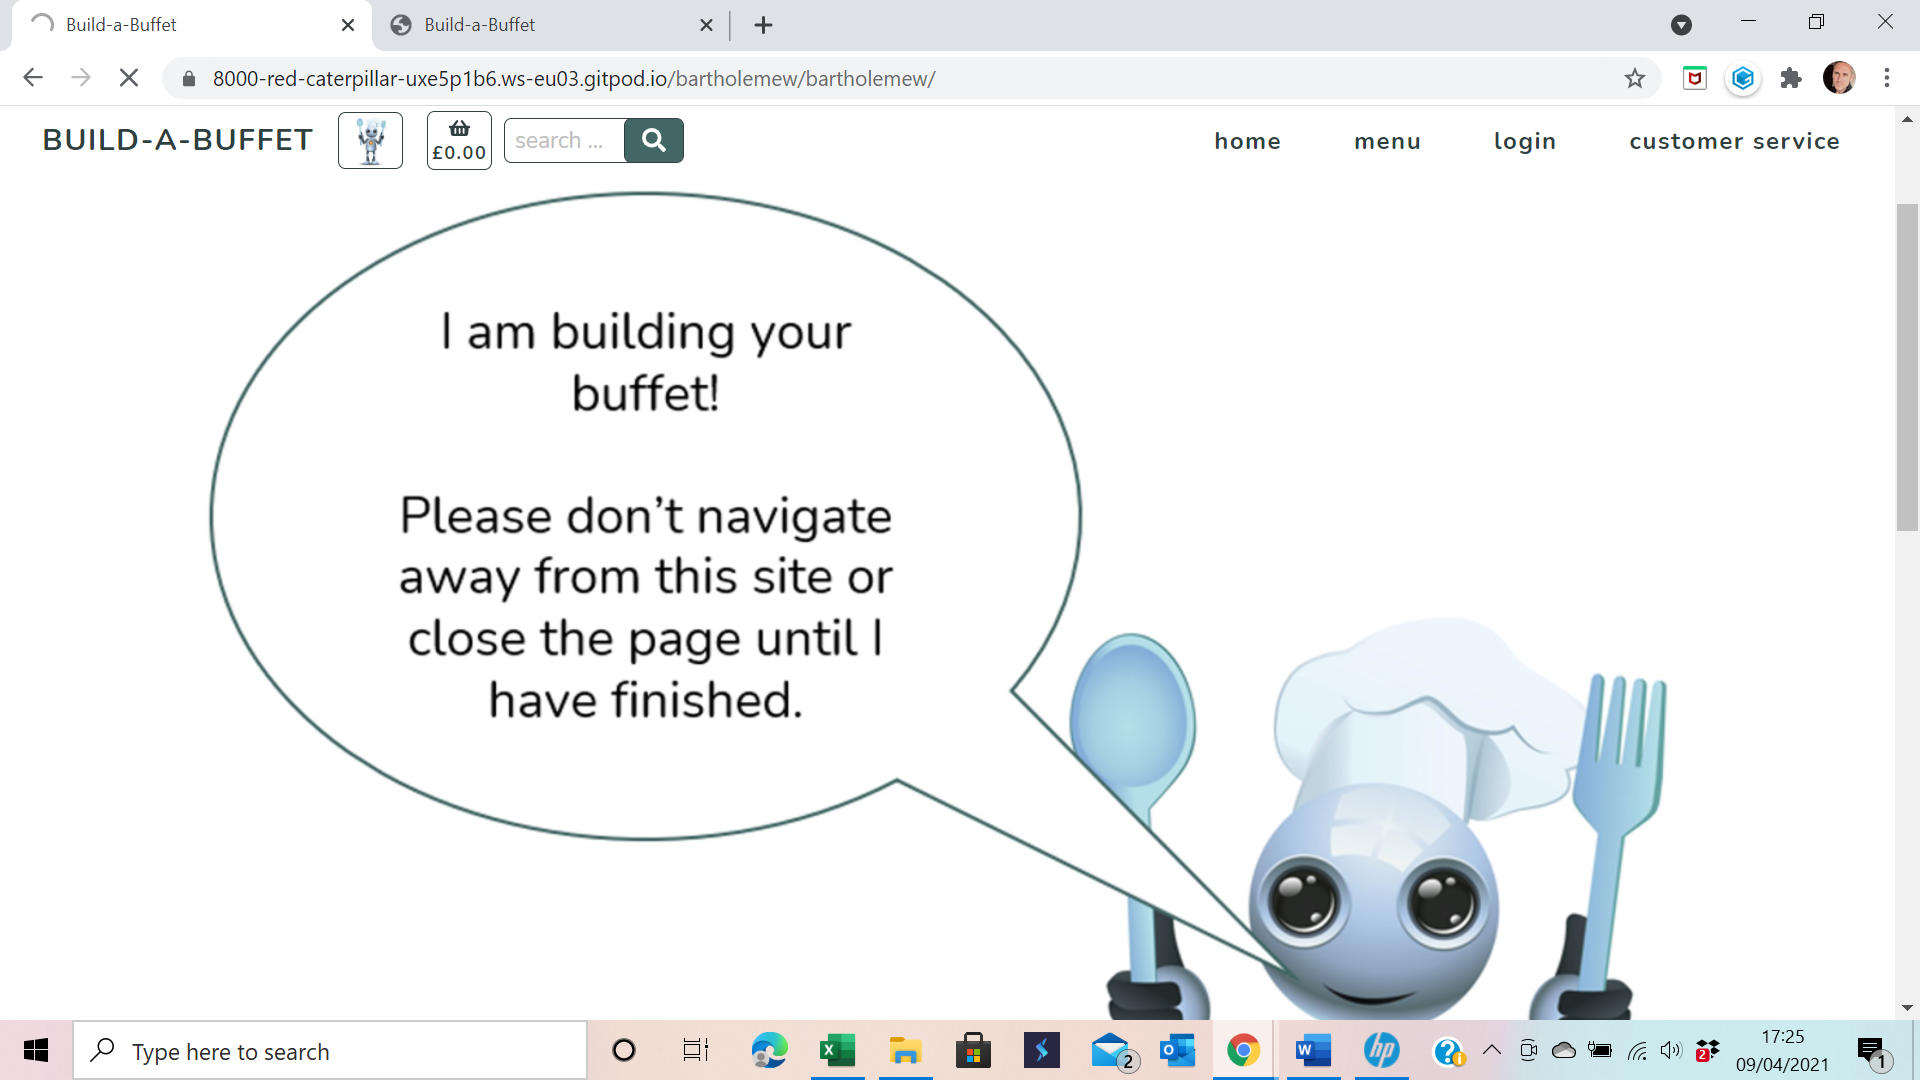 Build-a-Buffet
Build-a-Buffet
8000-red-caterpillar-uxe5p1b6.ws-eu03.gitpod.io/bartholemew/bartholemew/
BUILD-A-BUFFET
£0.00
search ...
home
menu
login
customer service
I am building your
buffet!
Please don’t navigate
away from this site or
close the page until I
have finished.
Type here to search
2
2
17:25
09/04/2021
1